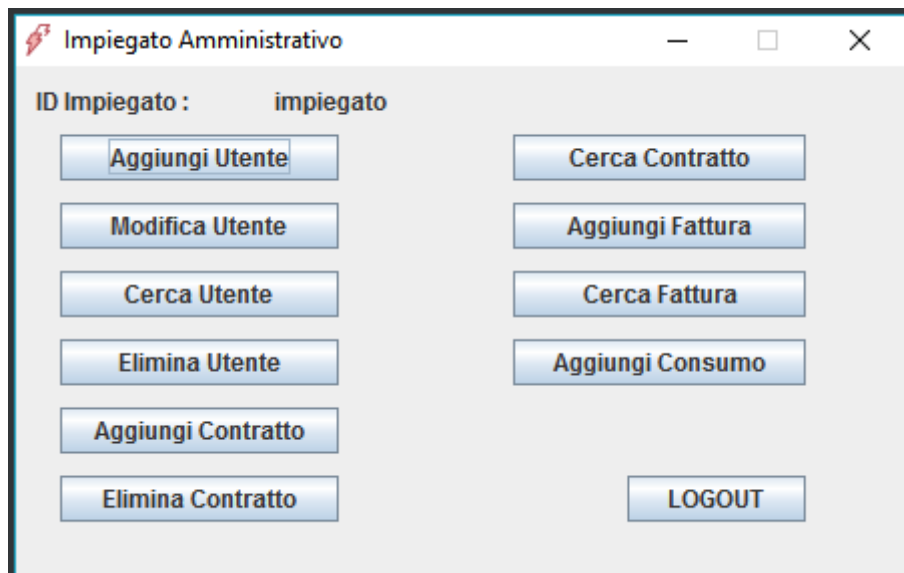 Impiegato Amministrativo
ID Impiegato : impiegato
Aggiungi Utente
Modifica Utente
Cerca Utente
Elimina Utente
Aggiungi Contratto
Elimina Contratto
Cerca Contratto
Aggiungi Fattura
Cerca Fattura
Aggiungi Consumo
LOGOUT